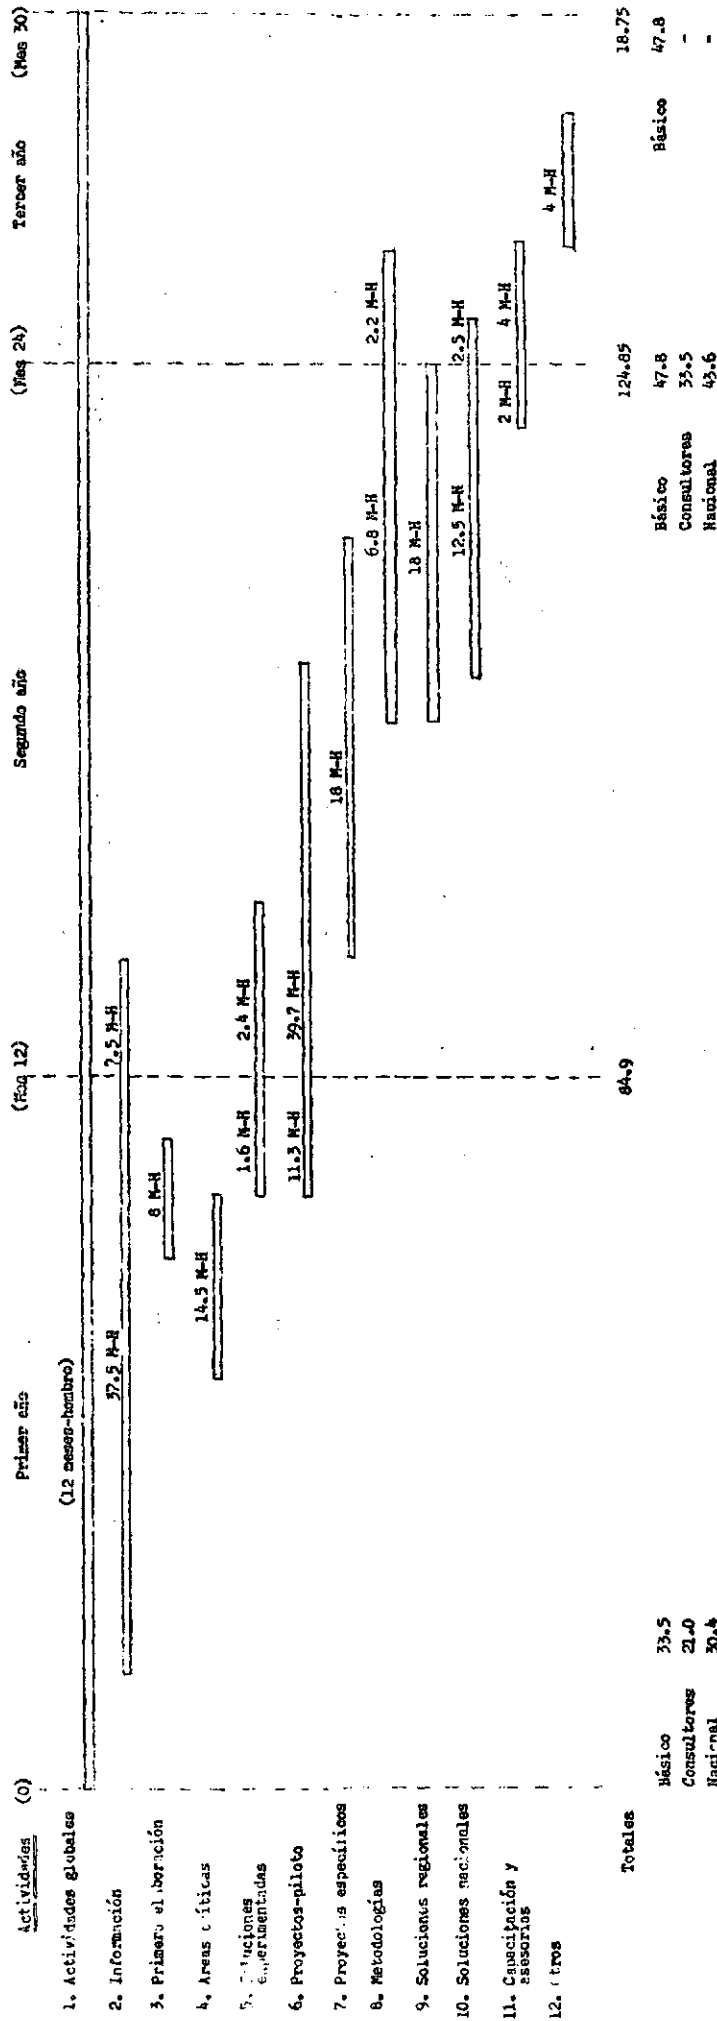 Actividades
(0)
Primer año
(Mes 12)
Segundo año
(Mes 24)
Tercer año
(Mes 30)
1. Actividades globales
(12 meses-hombro)
2. Información
37.5 M-H
7.5 M-H
3. Primera elaboración
8 M-H
4. Areas críticas
14.5 M-H
5.
experimentadas
1.6 M-H
2.4 M-H
6. Proyectos-piloto
11.3 M-H
39.7 M-H
7. Proyectos específicos
18 M-H
8. Metodologías
6.8 M-H
2.2 M-H
9. Soluciones regionales
18 M-H
10. Soluciones nacionales
12.5 M-H
2.5 M-H
11. Capacitación y
asesorías
2 M-H
4 M-H
12. Otros
4 M-H
Totales
84.9
124.85
18.75
Básico 33.5
Consultores 21.0
Nacional 30.4
Básico 47.8
Consultores 33.5
Nacional 43.6
Básico 47.8
-
-